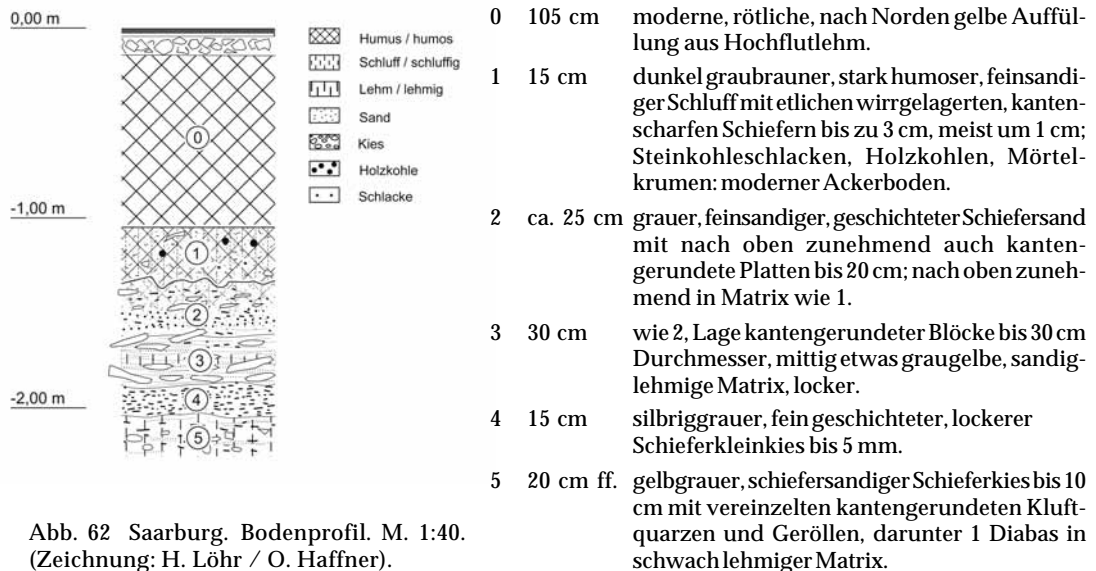 0,00 m
-1,00 m
-2,00 m
0
1
2
3
4
5
Humus / humos
Schluff / schluffig
Lehm / lehmig
Sand
Kies
Holzkohle
Schlacke
Abb. 62 Saarburg. Bodenprofil. M. 1:40.
(Zeichnung: H. Löhr / O. Haffner).
0 105 cm moderne, rötliche, nach Norden gelbe Auffül-
lung aus Hochflutlehm.
1 15 cm dunkel graubrauner, stark humoser, feinsandi-
ger Schluff mit etlichen wirrgelagerten, kanten-
scharfen Schiefern bis zu 3 cm, meist um 1 cm;
Steinkohleschlacken, Holzkohlen, Mörtel-
krumen: moderner Ackerboden.
2 ca. 25 cm grauer, feinsandiger, geschichteter Schiefersand
mit nach oben zunehmend auch kanten-
gerundete Platten bis 20 cm; nach oben zuneh-
mend in Matrix wie 1.
3 30 cm wie 2, Lage kantengerundeter Blöcke bis 30 cm
Durchmesser, mittig etwas graugelbe, sandig-
lehmige Matrix, locker.
4 15 cm silbriggrauer, fein geschichteter, lockerer
Schieferkleinkies bis 5 mm.
5 20 cm ff. gelbgrauer, schiefersandiger Schieferkies bis 10
cm mit vereinzelten kantengerundeten Kluft-
quarzen und Geröllen, darunter 1 Diabas in
schwach lehmiger Matrix.